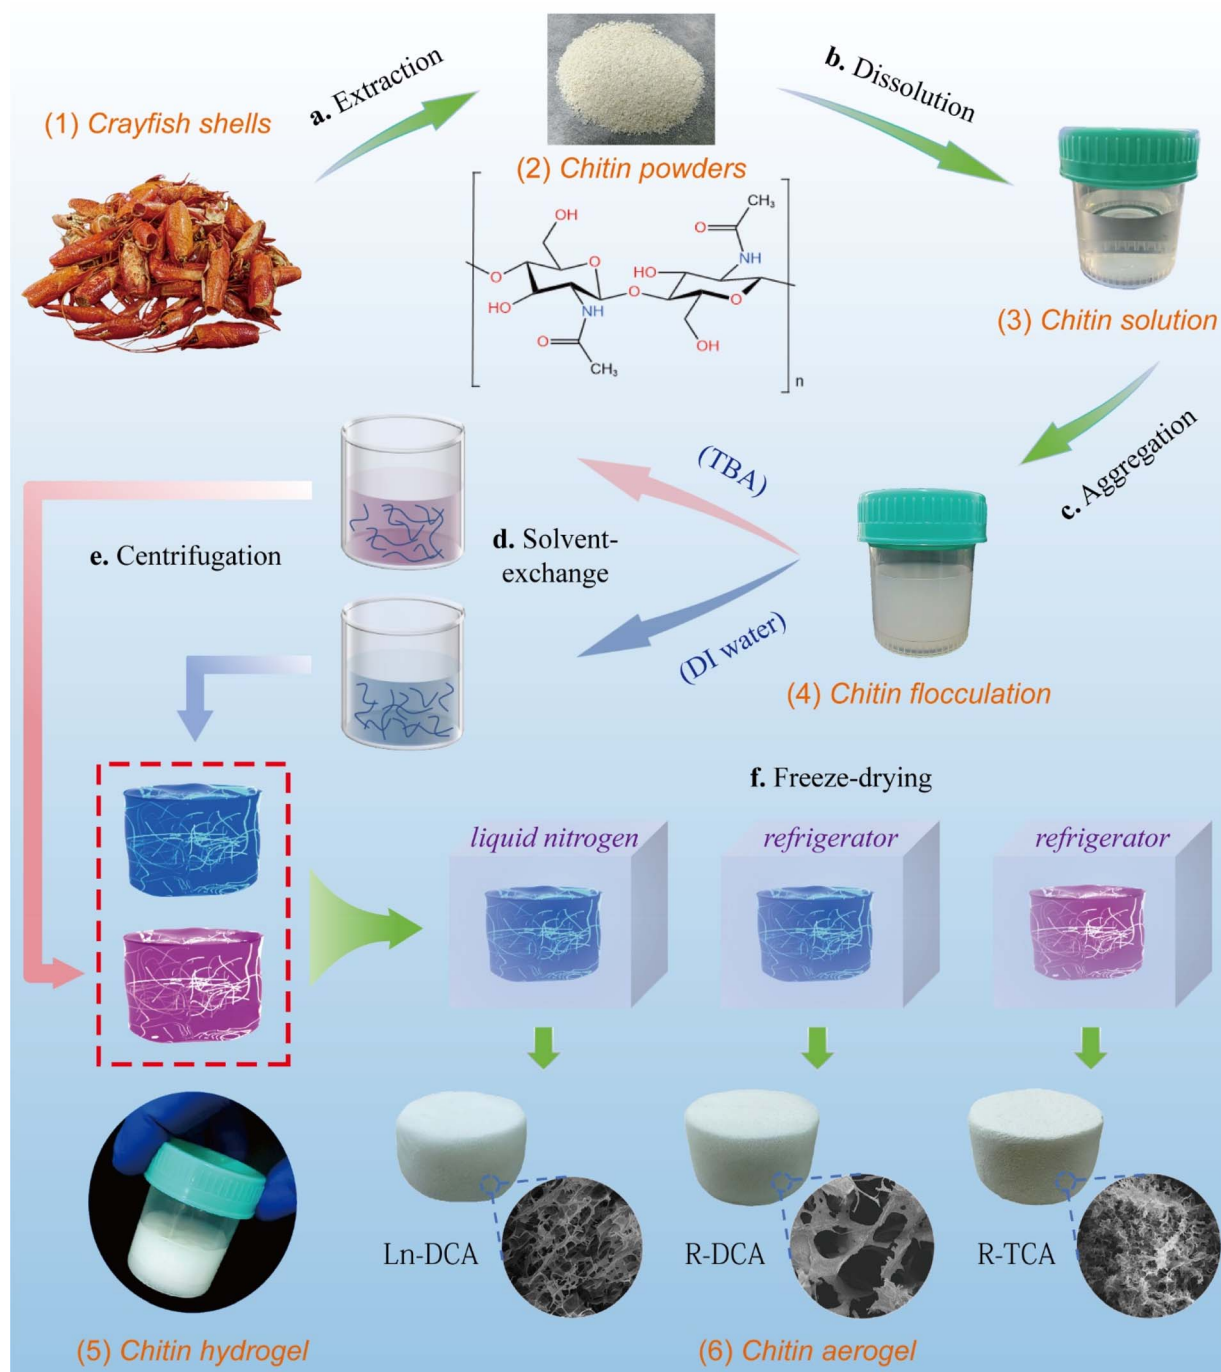 a. Extraction
b. Dissolution
(1) Crayfish shells
(2) Chitin powders
CH₃
OH
O
NH
O
O
HO
HO
O
O
NH
O
O
OH
CH₃
n
(3) Chitin solution
c. Aggregation
(TBA)
d. Solvent-
exchange
e. Centrifugation
(DI water)
(4) Chitin flocculation
f. Freeze-drying
liquid nitrogen
refrigerator
refrigerator
Ln-DCA
R-DCA
R-TCA
(5) Chitin hydrogel
(6) Chitin aerogel